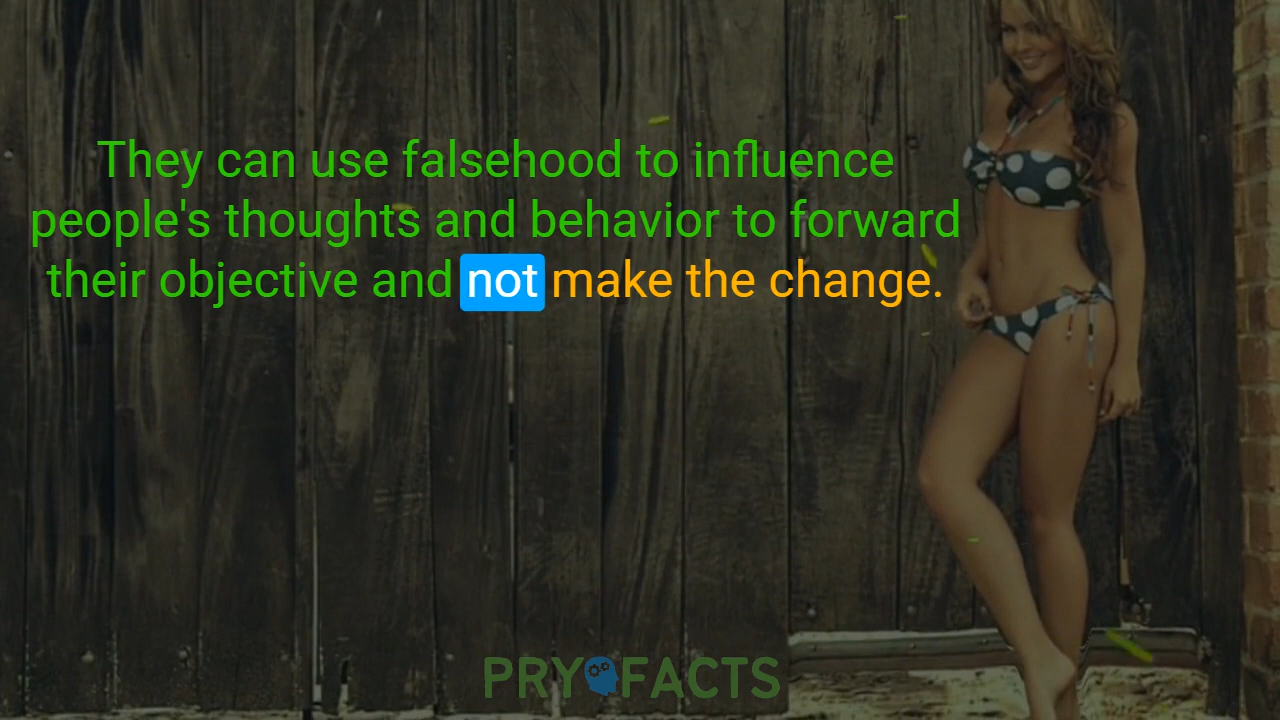 They can use falsehood to influence
people's thoughts and behavior to forward
their objective and not make the change.
PRYOFACTS